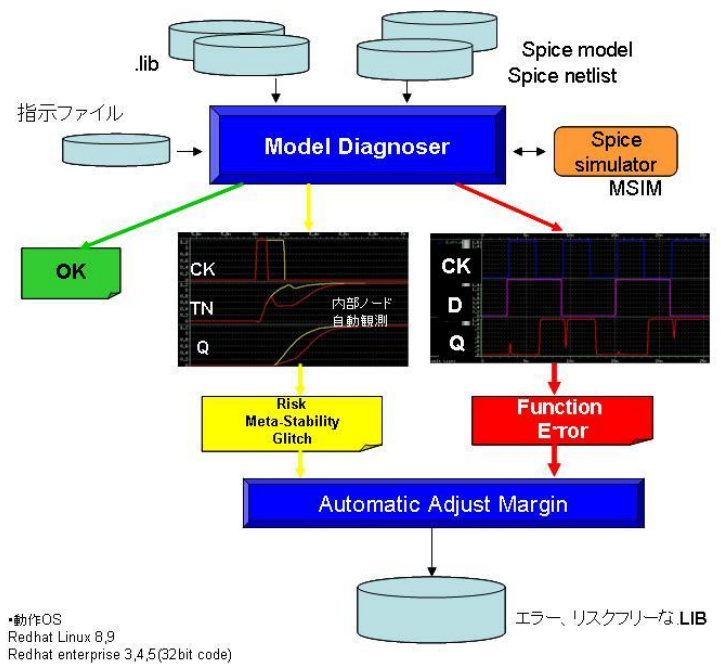 .lib
Spice model
Spice netlist
指示ファイル
Model Diagnoser
Spice
simulator
MSIM
OK
CK
TN
Q
内部ノード
自動観測
CK
D
Q
Risk
Meta-Stability
Glitch
Function
Error
Automatic Adjust Margin
エラー、リスクフリーな.LIB
•動作OS
Redhat Linux 8,9
Redhat enterprise 3,4,5(32bit code)